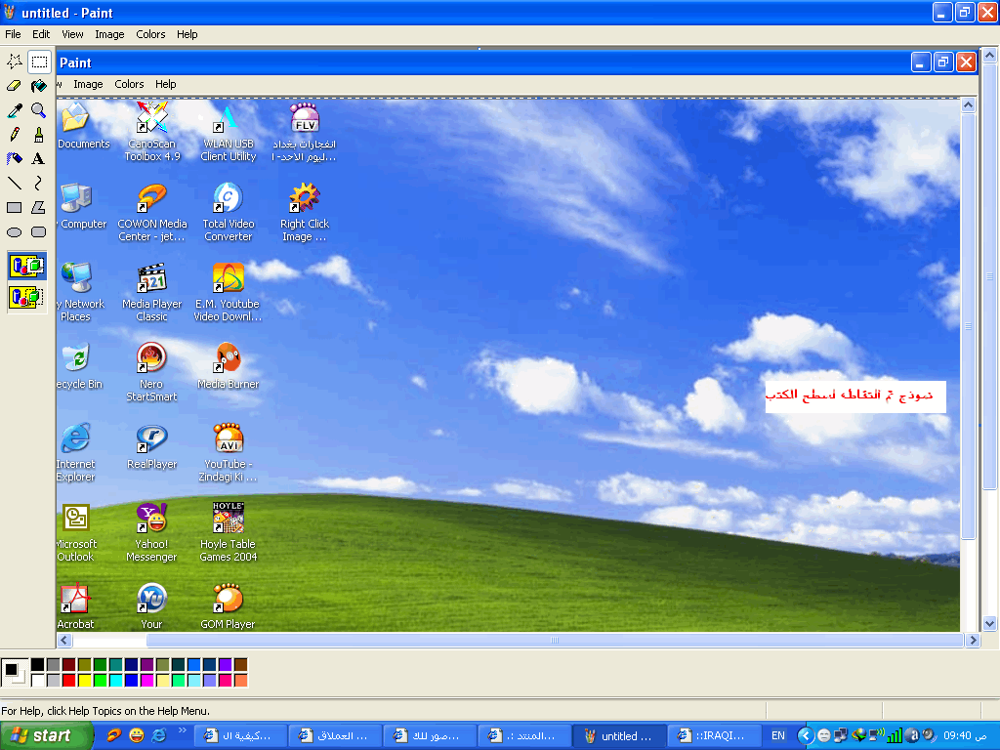 untitled - Paint
File Edit View Image Colors Help
Paint
w Image Colors Help
Documents
CanoScan
Toolbox 4.9
WLAN USB
Client Utility
انفجارات بغداد
ليوم الاحد-ا...
y Computer
COWON Media
Center - jet...
Total Video
Converter
Right Click
Image ...
y Network
Places
Media Player
Classic
E.M. Youtube
Video Downl...
ecycle Bin
Nero
StartSmart
Media Burner
نموذج تم التقاطه لسطح المكتب
Internet
Explorer
RealPlayer
YouTube -
Zindagi Ki ...
Microsoft
Outlook
Yahoo!
Messenger
Hoyle Table
Games 2004
Acrobat
Your
GOM Player
For Help, click Help Topics on the Help Menu.
start
كيفية ال...
العملاق ...
صور للك...
المنتد :. ...
untitled ...
::IRAQI...
EN
09:40 ص